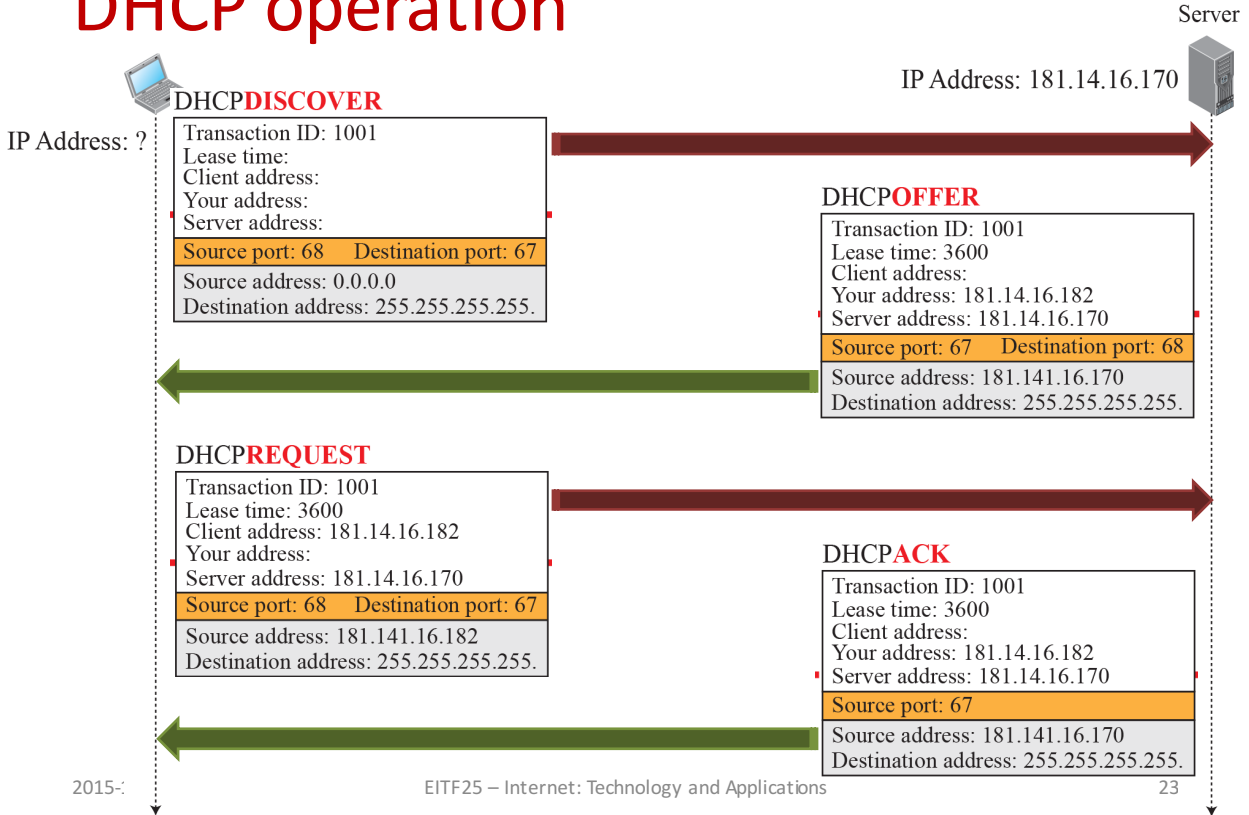 DHCP operation
Server
IP Address: 181.14.16.170
IP Address: ?
DHCPDISCOVER
Transaction ID: 1001
Lease time:
Client address:
Your address:
Server address:
Source port: 68 Destination port: 67
Source address: 0.0.0.0
Destination address: 255.255.255.255.
DHCPOFFER
Transaction ID: 1001
Lease time: 3600
Client address:
Your address: 181.14.16.182
Server address: 181.14.16.170
Source port: 67 Destination port: 68
Source address: 181.141.16.170
Destination address: 255.255.255.255.
DHCPREQUEST
Transaction ID: 1001
Lease time: 3600
Client address: 181.14.16.182
Your address:
Server address: 181.14.16.170
Source port: 68 Destination port: 67
Source address: 181.141.16.182
Destination address: 255.255.255.255.
DHCPACK
Transaction ID: 1001
Lease time: 3600
Client address:
Your address: 181.14.16.182
Server address: 181.14.16.170
Source port: 67
Source address: 181.141.16.170
Destination address: 255.255.255.255.
2015-
EITF25 – Internet: Technology and Applications
23